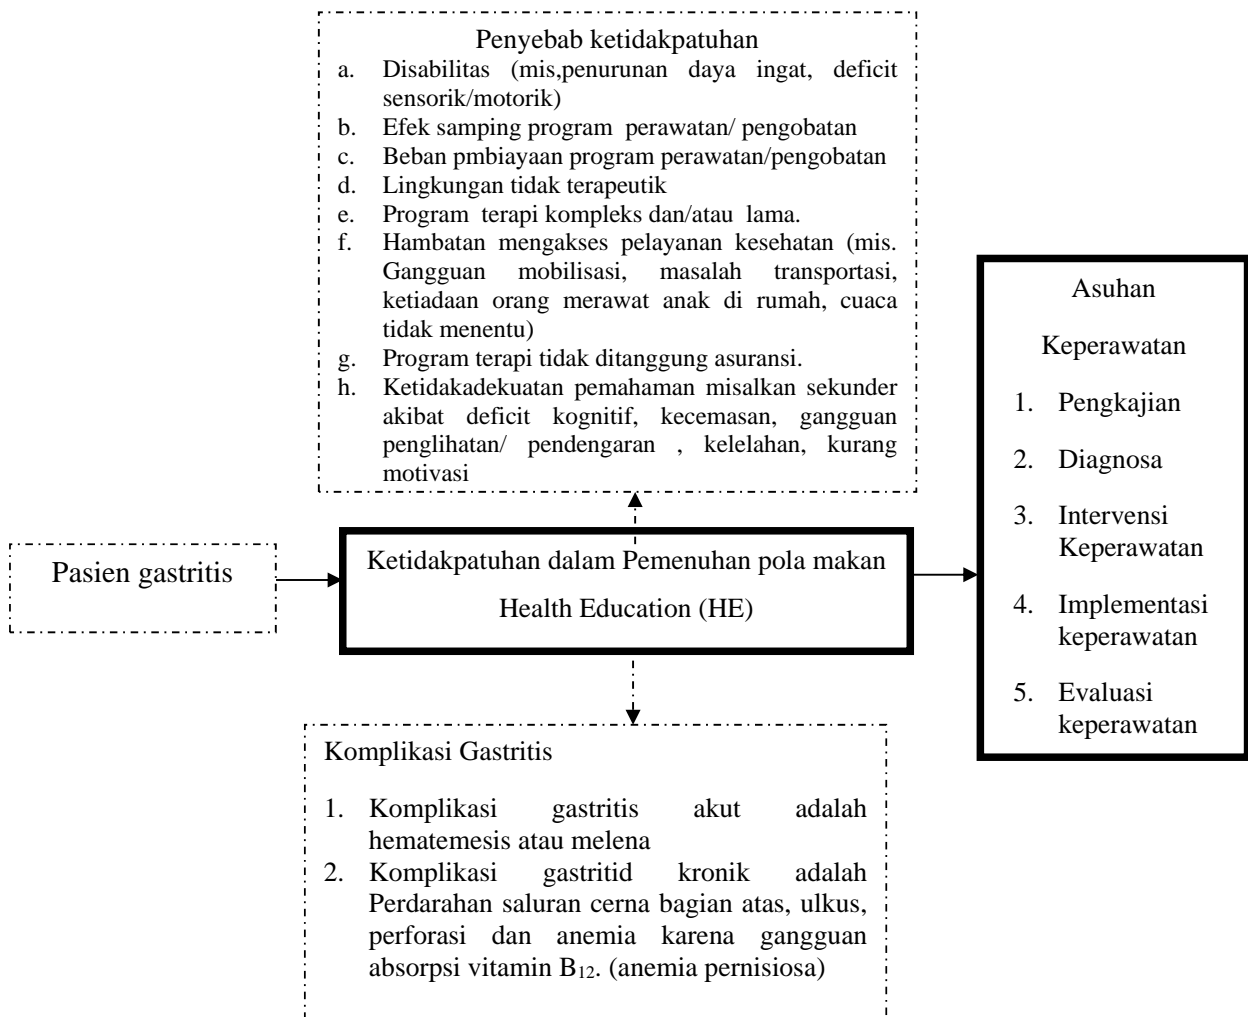 Penyebab ketidakpatuhan
a. Disabilitas (mis,penurunan daya ingat, deficit
sensorik/motorik)
b. Efek samping program perawatan/ pengobatan
c. Beban pmbiayaan program perawatan/pengobatan
d. Lingkungan tidak terapeutik
e. Program terapi kompleks dan/atau lama.
f. Hambatan mengakses pelayanan kesehatan (mis.
Gangguan mobilisasi, masalah transportasi,
ketiadaan orang merawat anak di rumah, cuaca
tidak menentu)
g. Program terapi tidak ditanggung asuransi.
h. Ketidakadekuatan pemahaman misalkan sekunder
akibat deficit kognitif, kecemasan, gangguan
penglihatan/ pendengaran , kelelahan, kurang
motivasi
Pasien gastritis
Ketidakpatuhan dalam Pemenuhan pola makan
Health Education (HE)
Asuhan
Keperawatan
1. Pengkajian
2. Diagnosa
3. Intervensi
Keperawatan
4. Implementasi
keperawatan
5. Evaluasi
keperawatan
Komplikasi Gastritis
1. Komplikasi gastritis akut adalah
hematemesis atau melena
2. Komplikasi gastritid kronik adalah
Perdarahan saluran cerna bagian atas, ulkus,
perforasi dan anemia karena gangguan
absorpsi vitamin B₁₂. (anemia pernisiosa)